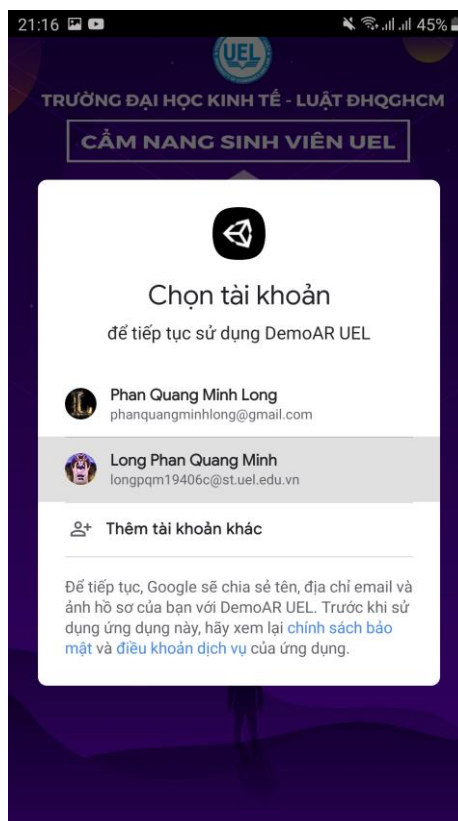 21:16 45%
UEL
TRƯỜNG ĐẠI HỌC KINH TẾ - LUẬT ĐHQGHCM
CẨM NANG SINH VIÊN UEL
Chọn tài khoản
để tiếp tục sử dụng DemoAR UEL
Phan Quang Minh Long
phanquangminhlong@gmail.com
Long Phan Quang Minh
longpqm19406c@st.uel.edu.vn
Thêm tài khoản khác
Để tiếp tục, Google sẽ chia sẻ tên, địa chỉ email và
ảnh hồ sơ của bạn với DemoAR UEL. Trước khi sử
dụng ứng dụng này, hãy xem lại chính sách bảo
mật và điều khoản dịch vụ của ứng dụng.